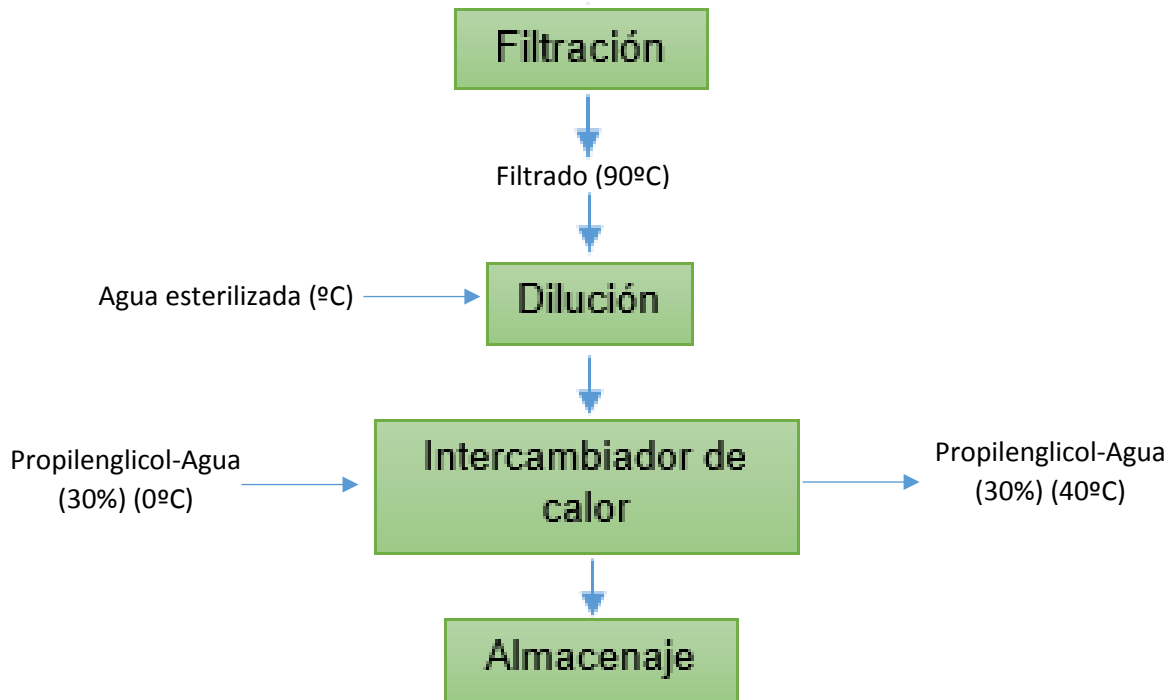 Filtración
Filtrado (90ºC)
Agua esterilizada (ºC)
Dilución
Propilenglicol-Agua
(30%) (0ºC)
Intercambiador de
calor
Propilenglicol-Agua
(30%) (40ºC)
Almacenaje